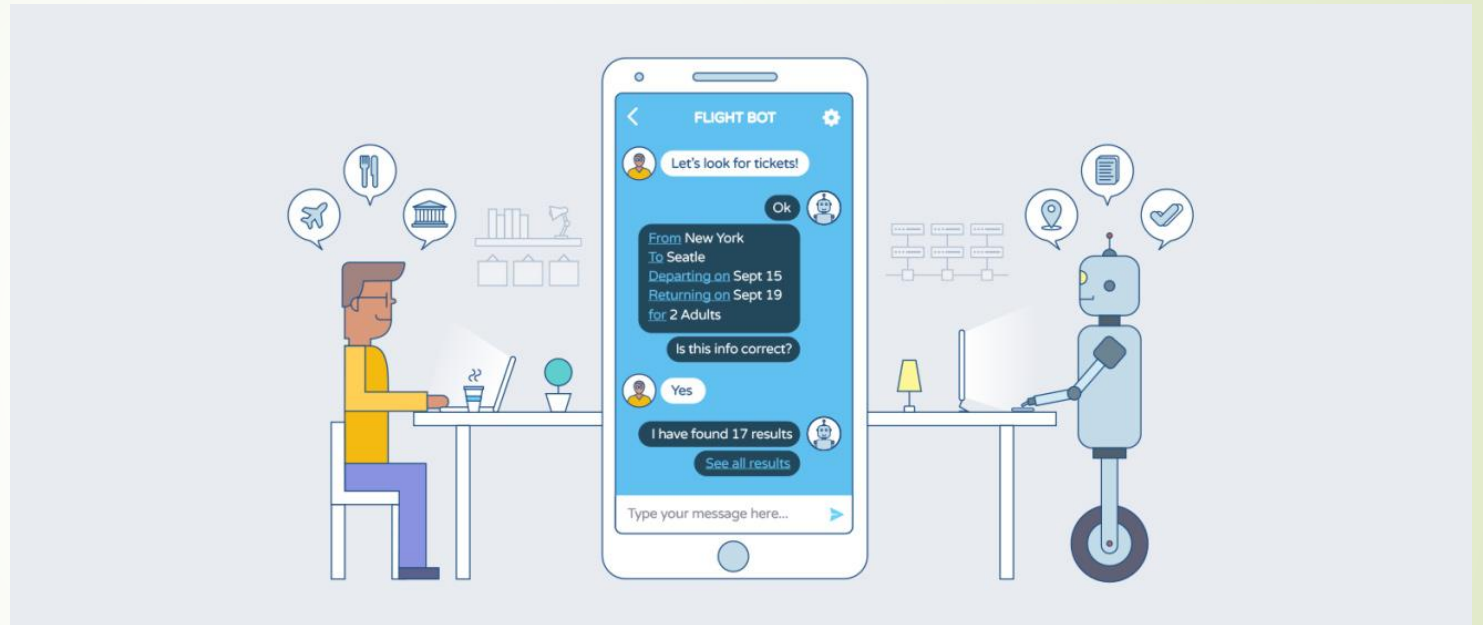 FLIGHT BOT
Let's look for tickets!
Ok
From New York
To Seatle
Departing on Sept 15
Returning on Sept 19
for 2 Adults
Is this info correct?
Yes
I have found 17 results
See all results
Type your message here...